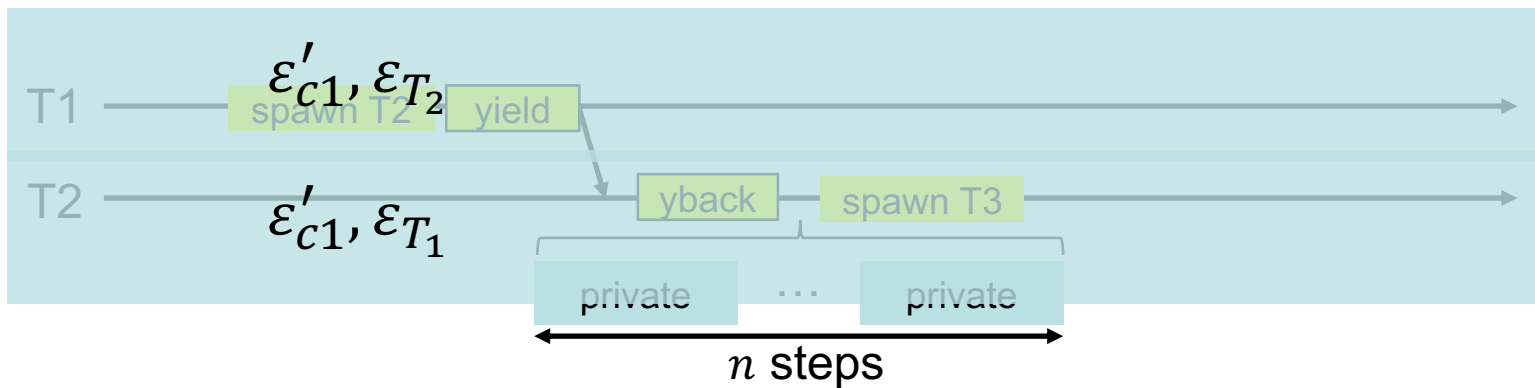 ε′c1, εT2
T1 spawn T2 yield
T2 yback spawn T3
ε′c1, εT1
private ... private
n steps